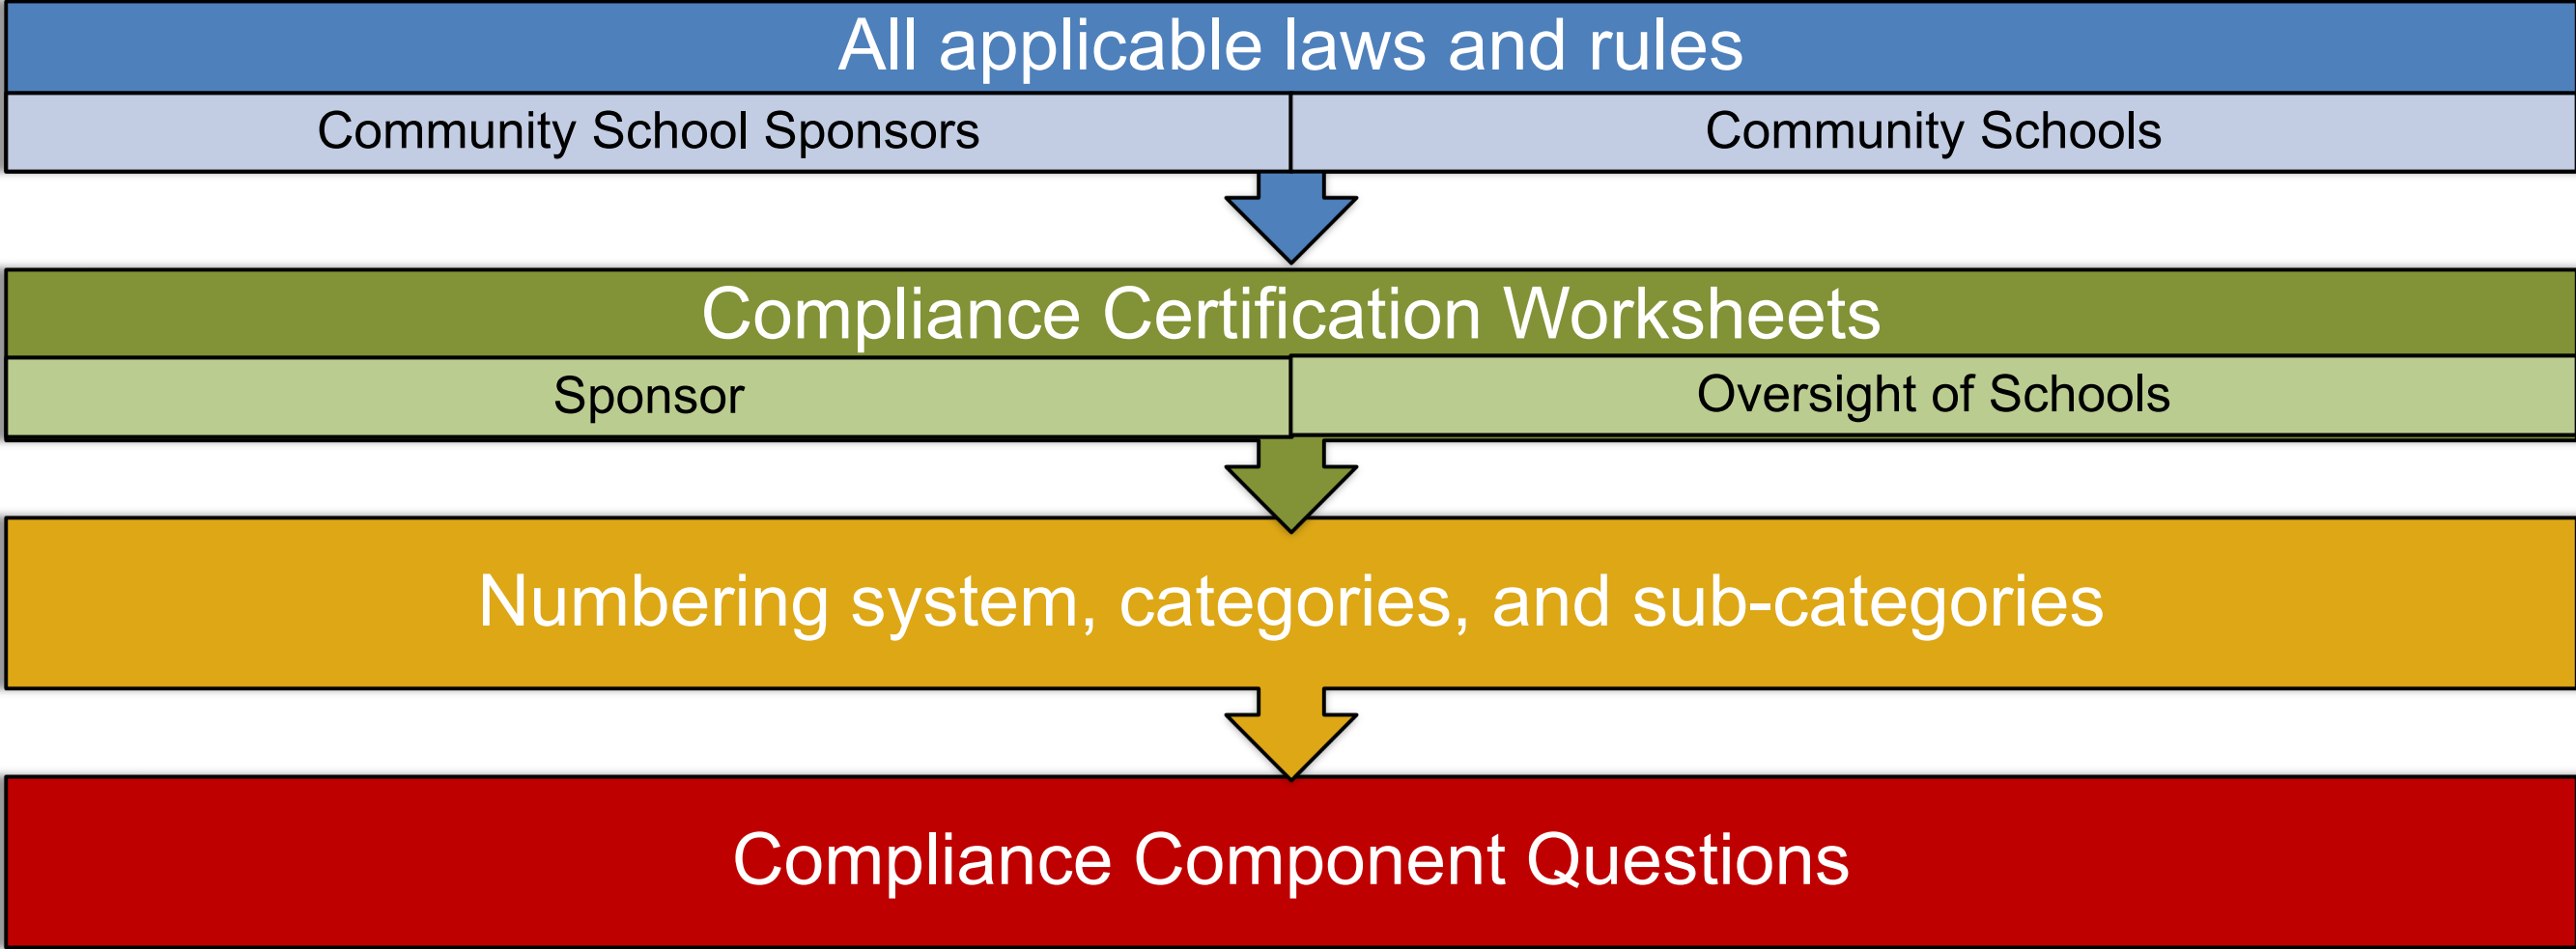 All applicable laws and rules
Community School Sponsors
Community Schools
Compliance Certification Worksheets
Sponsor
Oversight of Schools
Numbering system, categories, and sub-categories
Compliance Component Questions